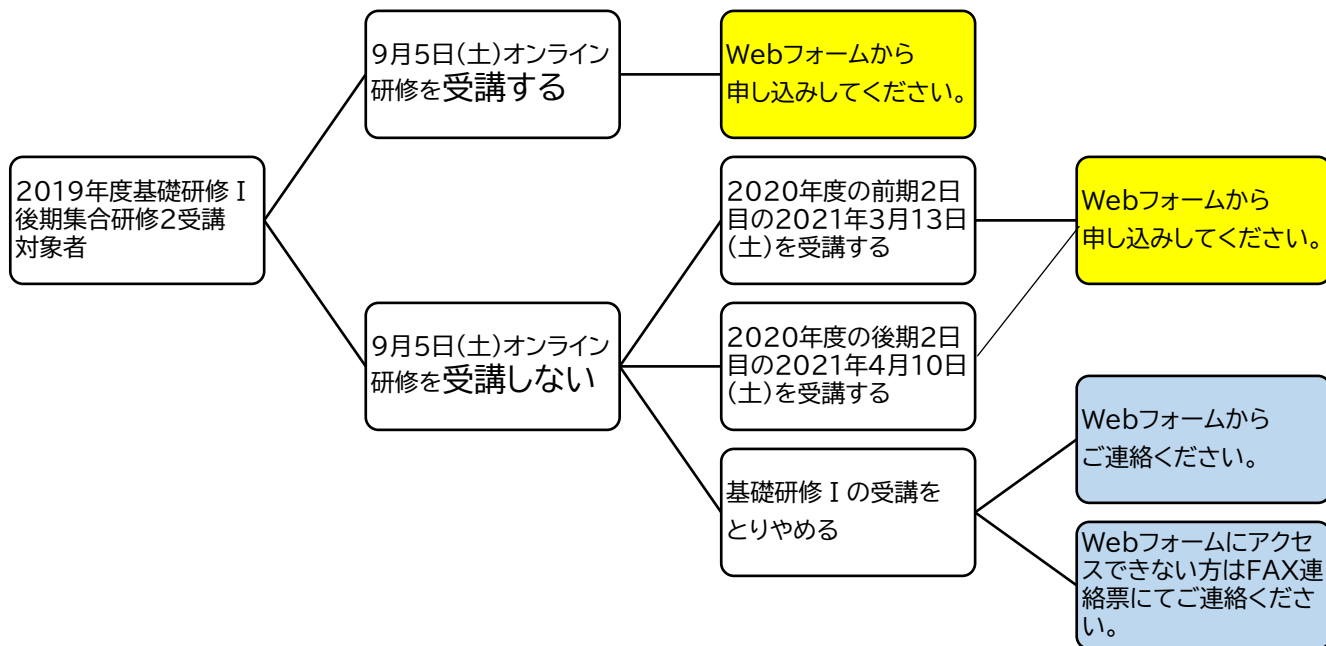 9月5日(土)オンライン
研修を受講する
Webフォームから
申し込みしてください。
2019年度基礎研修Ⅰ
後期集合研修2受講
対象者
2020年度の前期2日
目の2021年3月13日
(土)を受講する
Webフォームから
申し込みしてください。
9月5日(土)オンライン
研修を受講しない
2020年度の後期2日
目の2021年4月10日
(土)を受講する
Webフォームから
ご連絡ください。
基礎研修Ⅰの受講を
とりやめる
Webフォームにアクセ
スできない方はFAX連
絡票にてご連絡くださ
い。